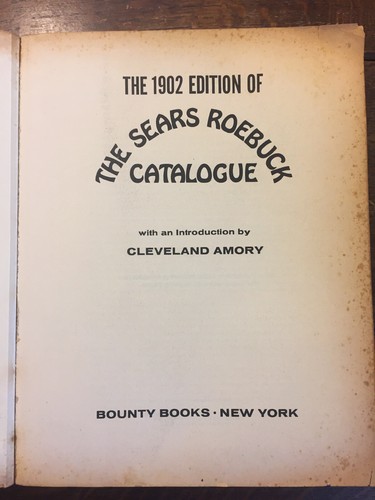 THE 1902 EDITION OF
THE SEARS ROEBUCK
CATALOGUE
with an Introduction by
CLEVELAND AMORY
BOUNTY BOOKS · NEW YORK